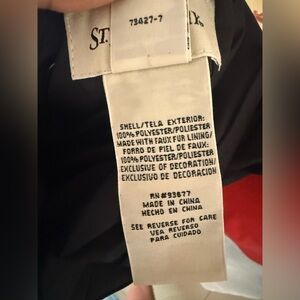 73427-7
ST.
SHELL/TELA EXTERIOR:
100% POLYESTER/POLIESTER
MADE WITH FAUX FUR LINING/
FORRO DE PIEL DE FAUX:
100% POLYESTER/POLIESTER
EXCLUSIVE OF DECORATION/
EXCLUSIVO DE DECORACION
RN#93677
MADE IN CHINA
HECHO EN CHINA
SEE REVERSE FOR CARE
VEA REVERSO
PARA CUIDADO